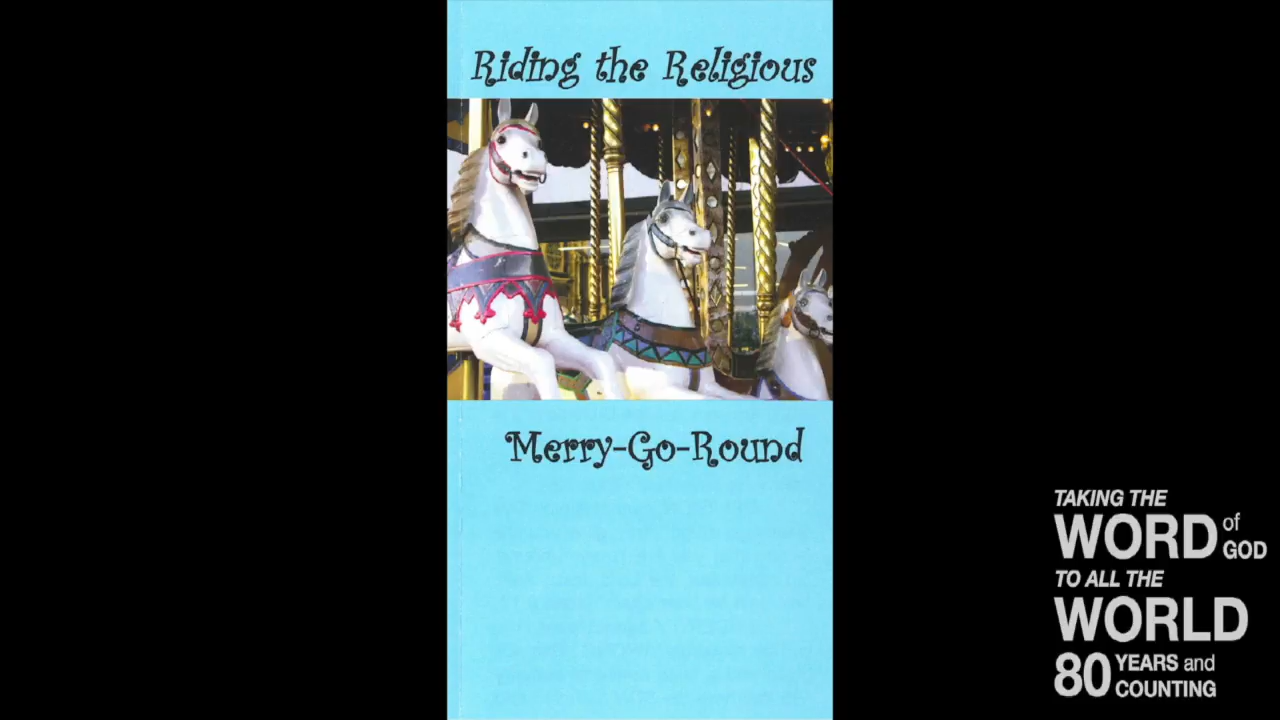 Riding the Religious
Merry-Go-Round
TAKING THE
WORD of GOD
TO ALL THE
WORLD
80 YEARS and COUNTING